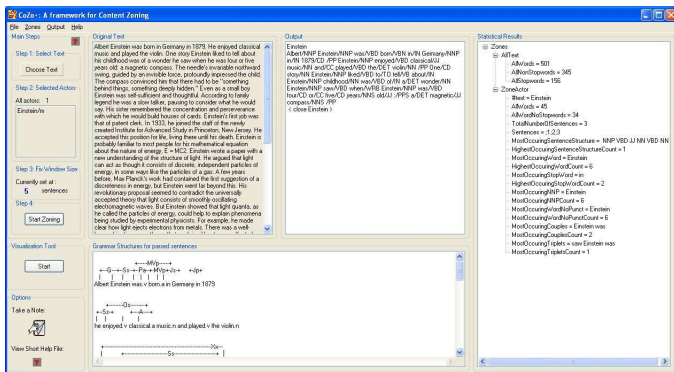 CoZo+: A framework for Content Zoning
File Zones Output Help
Main Steps
Step 1: Select Text
Choose Text
Step 2: Selected Actors
All actors: 1
Einstein/m
Step 3: Fix Window Size
Currently set at :
5 sentences
Step 4:
Start Zoning
Visualization Tool
Start
Options
Take a Note:
View Short Help File:
Original Text
Albert Einstein was born in Germany in 1879. He enjoyed classical
music and played the violin. One story Einstein liked to tell about
his childhood was of a wonder he saw when he was four or five
years old: a magnetic compass. The needle's invariable northward
swing, guided by an invisible force, profoundly impressed the child.
The compass convinced him that there had to be "something
behind things, something deeply hidden." Even as a small boy
Einstein was self-sufficient and thoughtful. According to family
legend he was a slow talker, pausing to consider what he would
say. His sister remembered the concentration and perseverance
with which he would build houses of cards. Einstein's first job was
that of patent clerk. In 1933, he joined the staff of the newly
created Institute for Advanced Study in Princeton, New Jersey. He
accepted this position for life, living there until his death. Einstein is
probably familiar to most people for his mathematical equation
about the nature of energy, E = MC2. Einstein wrote a paper with a
new understanding of the structure of light. He argued that light
can act as though it consists of discrete, independent particles of
energy, in some ways like the particles of a gas. A few years
before, Max Planck's work had contained the first suggestion of a
discreteness in energy, but Einstein went far beyond this. His
revolutionary proposal seemed to contradict the universally
accepted theory that light consists of smoothly oscillating
electromagnetic waves. But Einstein showed that light quanta, as
he called the particles of energy, could help to explain phenomena
being studied by experimental physicists. For example, he made
clear how light ejects electrons from metals. There was a well-
Output
Einstein
Albert/NNP Einstein/NNP was/VBD born/VBN in/IN Germany/NNP
in/IN 1879/CD /PP Einstein/NNP enjoyed/VBD classical/JJ
music/NN and/CC played/VBD the/DET violin/NN /PP One/CD
story/NN Einstein/NNP liked/VBD to/TO tell/VB about/IN
Einstein/NNP childhood/NN was/VBD of/IN a/DET wonder/NN
Einstein/NNP saw/VBD when/WRB Einstein/NNP was/VBD
four/CD or/CC five/CD years/NNS old/JJ :/PPS a/DET magnetic/JJ
compass/NNS /PP
< close Einstein >
Grammar Structures for parsed sentences
+----MVp----+
+--G---+-Ss-+-Pa-+-MVp+-Js-+ +-Jp+
| | | | | | | |
Albert Einstein was.v born.a in Germany in 1879
+------Os------+
+-Ss-+ +---A---+
| | | |
he enjoyed.v classical.a music.n and played.v the violin.n
+--------------------Xx--
| +---------------Ss--------------+ |
Statistical Results
Zones
AllText
AllWords = 501
AllNonStopwords = 345
AllStopwords = 156
ZoneActor
#text = Einstein
AllWords = 45
AllWordNoStopwords = 34
TotalNumberOfSentences = 3
Sentences = ;1;2;3
MostOccuringSentenceStructure = NNP VBD JJ NN VBD NN
HighestOccuringSentenceStructureCount = 1
MostOccuringWord = Einstein
HighestOccuringWordCount = 6
MostOccuringStopWord = in
HighestOccuringStopWordCount = 2
MostOccuringNNP = Einstein
MostOccuringNNPCount = 6
MostOccuringWordNoPunct = Einstein
MostOccuringWordNoPunctCount = 6
MostOccuringCouples = Einstein was
MostOccuringCouplesCount = 2
MostOccuringTriplets = saw Einstein was
MostOccuringTripletsCount = 1